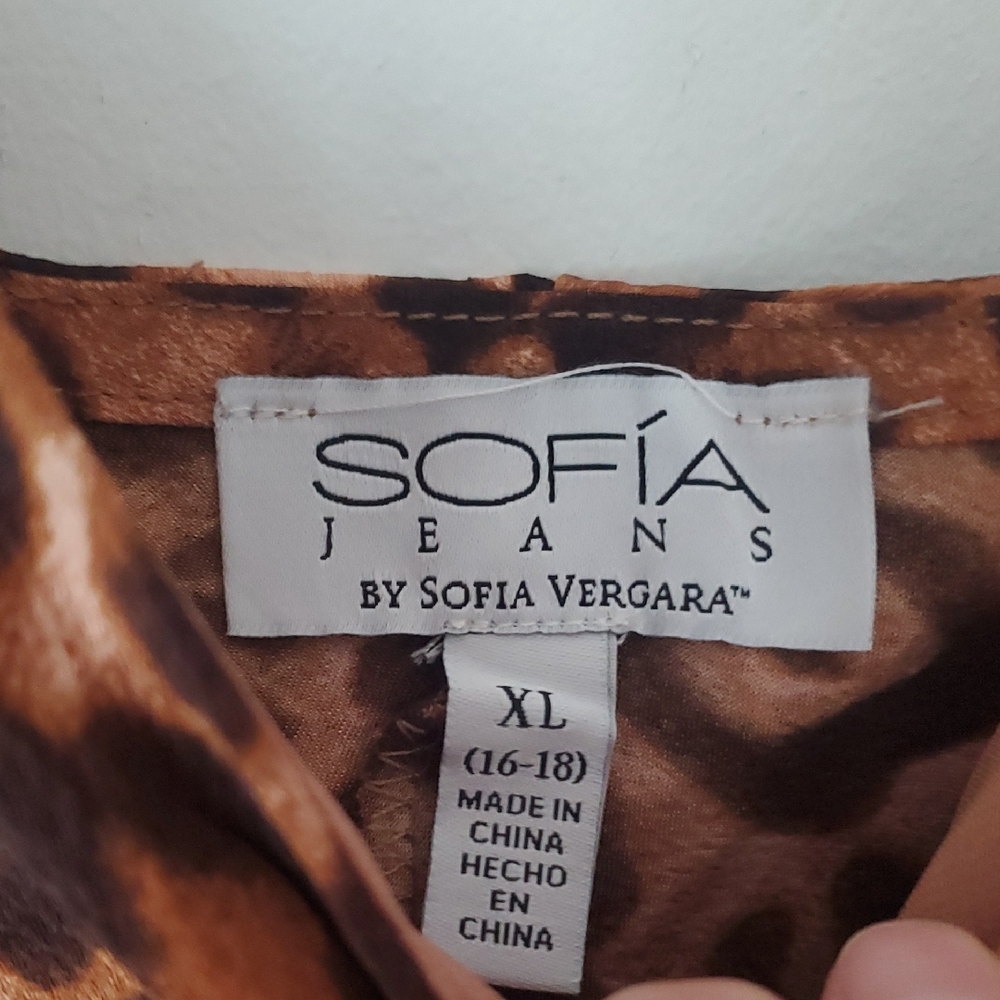 SOFÍA
JEANS
BY SOFIA VERGARA™
XL
(16-18)
MADE IN
CHINA
HECHO
EN
CHINA